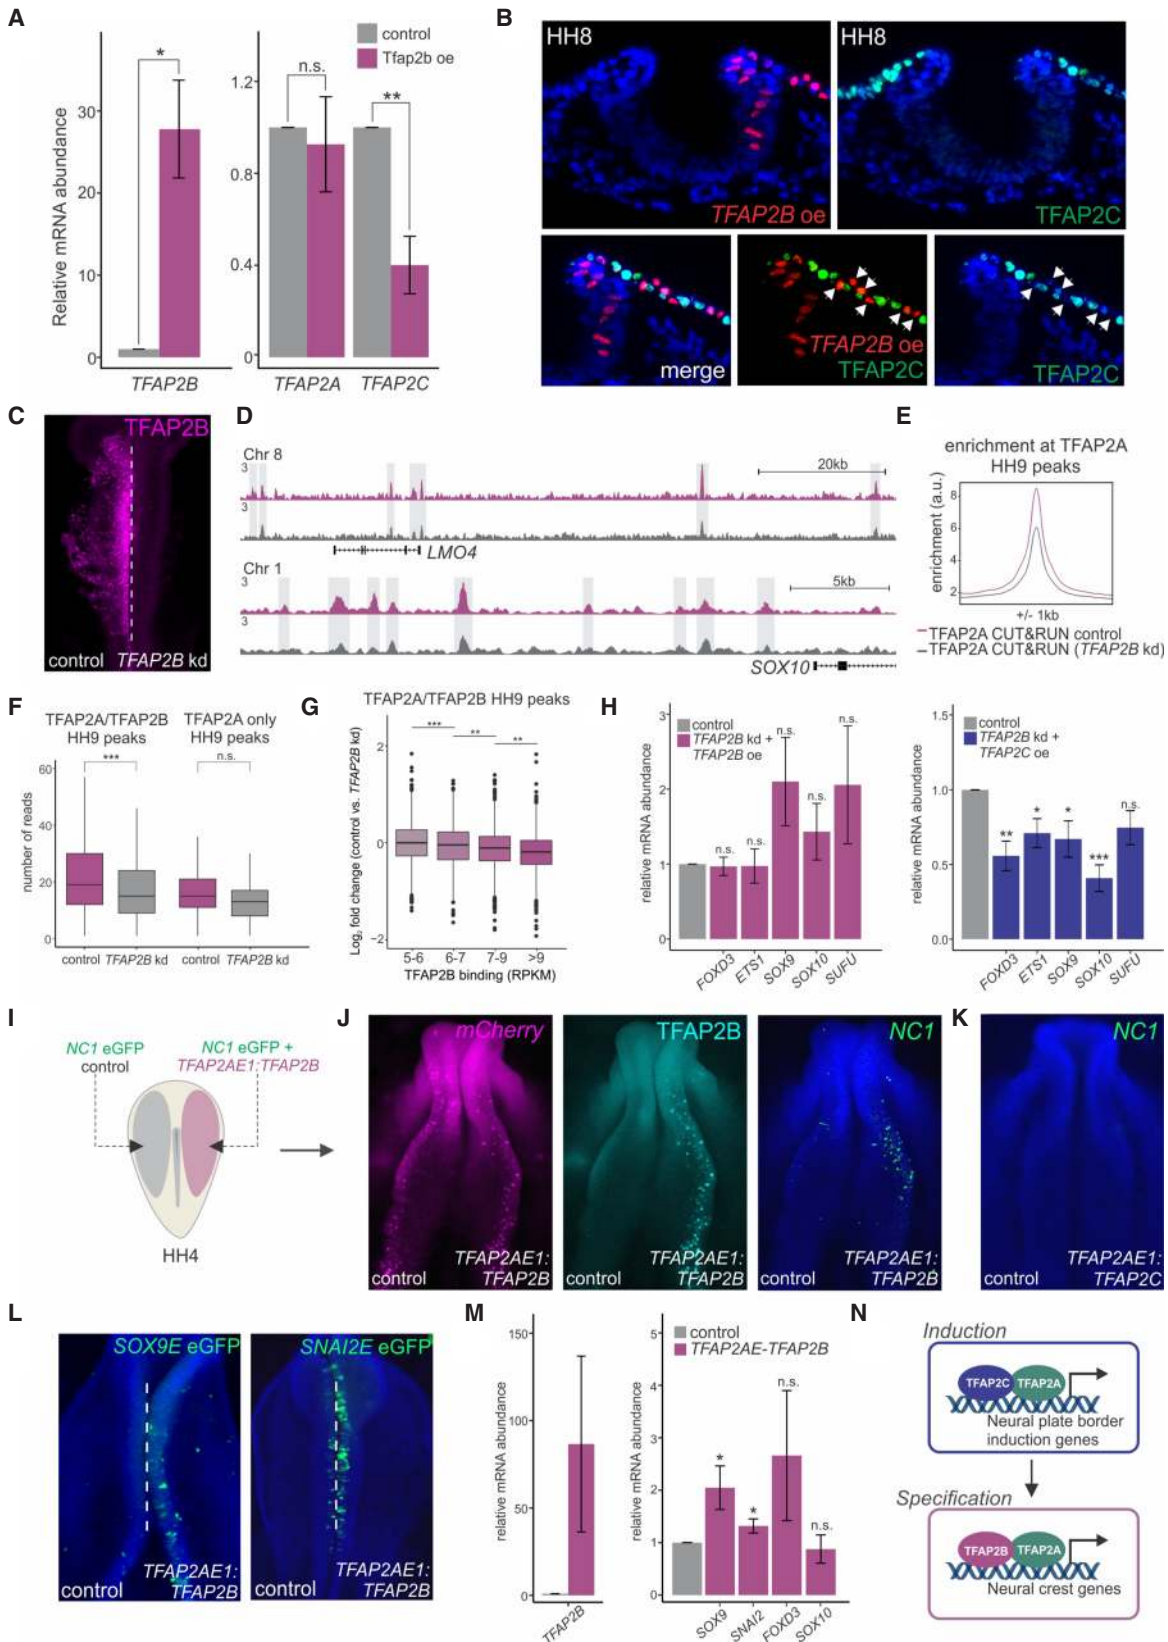 A
control
Tfap2b oe
*
n.s.
**
Relative mRNA abundance
30
20
10
0
1.2
0.8
0.4
0
TFAP2B
TFAP2A
TFAP2C
B
HH8
TFAP2B oe
HH8
TFAP2C
merge
TFAP2B oe
TFAP2C
TFAP2C
C
TFAP2B
control
TFAP2B kd
D
Chr 8
3
20kb
3
LMO4
Chr 1
3
5kb
3
SOX10
E
enrichment at TFAP2A
HH9 peaks
enrichment (a.u.)
8
6
4
2
+/- 1kb
TFAP2A CUT&RUN control
TFAP2A CUT&RUN (TFAP2B kd)
F
TFAP2A/TFAP2B
HH9 peaks
TFAP2A only
HH9 peaks
***
n.s.
number of reads
60
40
20
0
control
TFAP2B kd
control
TFAP2B kd
G
TFAP2A/TFAP2B HH9 peaks
***
**
**
Log2 fold change (control vs. TFAP2B kd)
2
0
−2
5-6
6-7
7-9
>9
TFAP2B binding (RPKM)
H
control
TFAP2B kd +
TFAP2B oe
relative mRNA abundance
3
2
1
0
n.s.
n.s.
n.s.
n.s.
n.s.
FOXD3
ETS1
SOX9
SOX10
SUFU
control
TFAP2B kd +
TFAP2C oe
relative mRNA abundance
1.5
1.0
0.5
0.0
**
*
*
***
n.s.
FOXD3
ETS1
SOX9
SOX10
SUFU
I
NC1 eGFP
control
NC1 eGFP +
TFAP2AE1:TFAP2B
HH4
J
mCherry
control
TFAP2AE1:
TFAP2B
TFAP2B
control
TFAP2AE1:
TFAP2B
NC1
control
TFAP2AE1:
TFAP2B
K
NC1
control
TFAP2AE1:
TFAP2C
L
SOX9E eGFP
control
TFAP2AE1:
TFAP2B
SNAI2E eGFP
control
TFAP2AE1:
TFAP2B
M
relative mRNA abundance
150
100
50
0
TFAP2B
control
TFAP2AE-TFAP2B
relative mRNA abundance
5
4
3
2
1
0
*
*
n.s.
n.s.
SOX9
SNAI2
FOXD3
SOX10
N
Induction
TFAP2C
TFAP2A
Neural plate border
induction genes
Specification
TFAP2B
TFAP2A
Neural crest genes